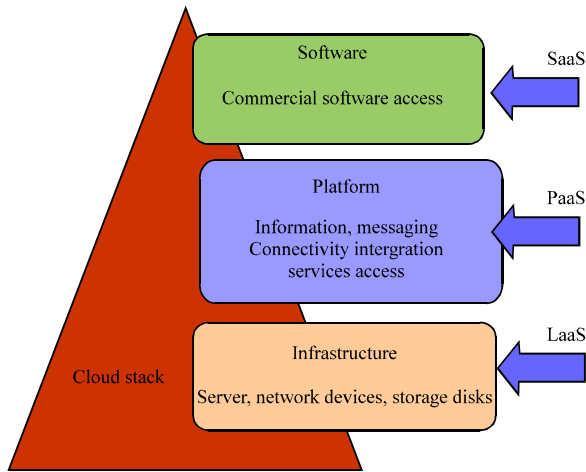 Software
SaaS
Commercial software access
Platform
PaaS
Information, messaging
Connectivity intergration
services access
LaaS
Infrastructure
Cloud stack
Server, network devices, storage disks